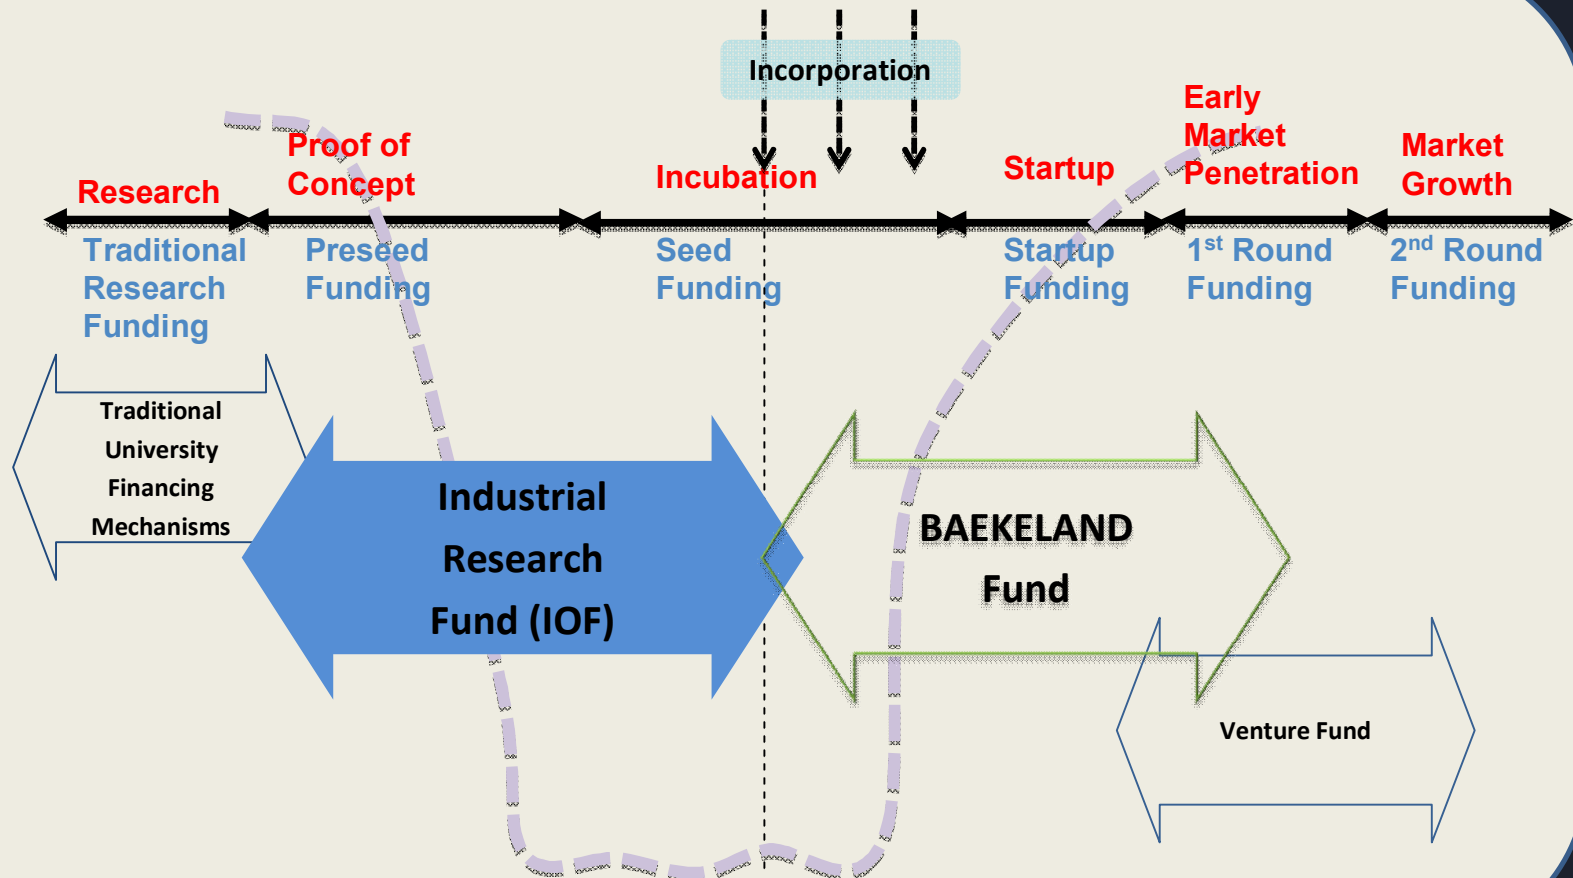 Incorporation
Research
Proof of
Concept
Incubation
Startup
Early
Market
Penetration
Market
Growth
Traditional
Research
Funding
Preseed
Funding
Seed
Funding
Startup
Funding
1st Round
Funding
2nd Round
Funding
Traditional
University
Financing
Mechanisms
Industrial
Research
Fund (IOF)
BAEKELAND
Fund
Venture Fund